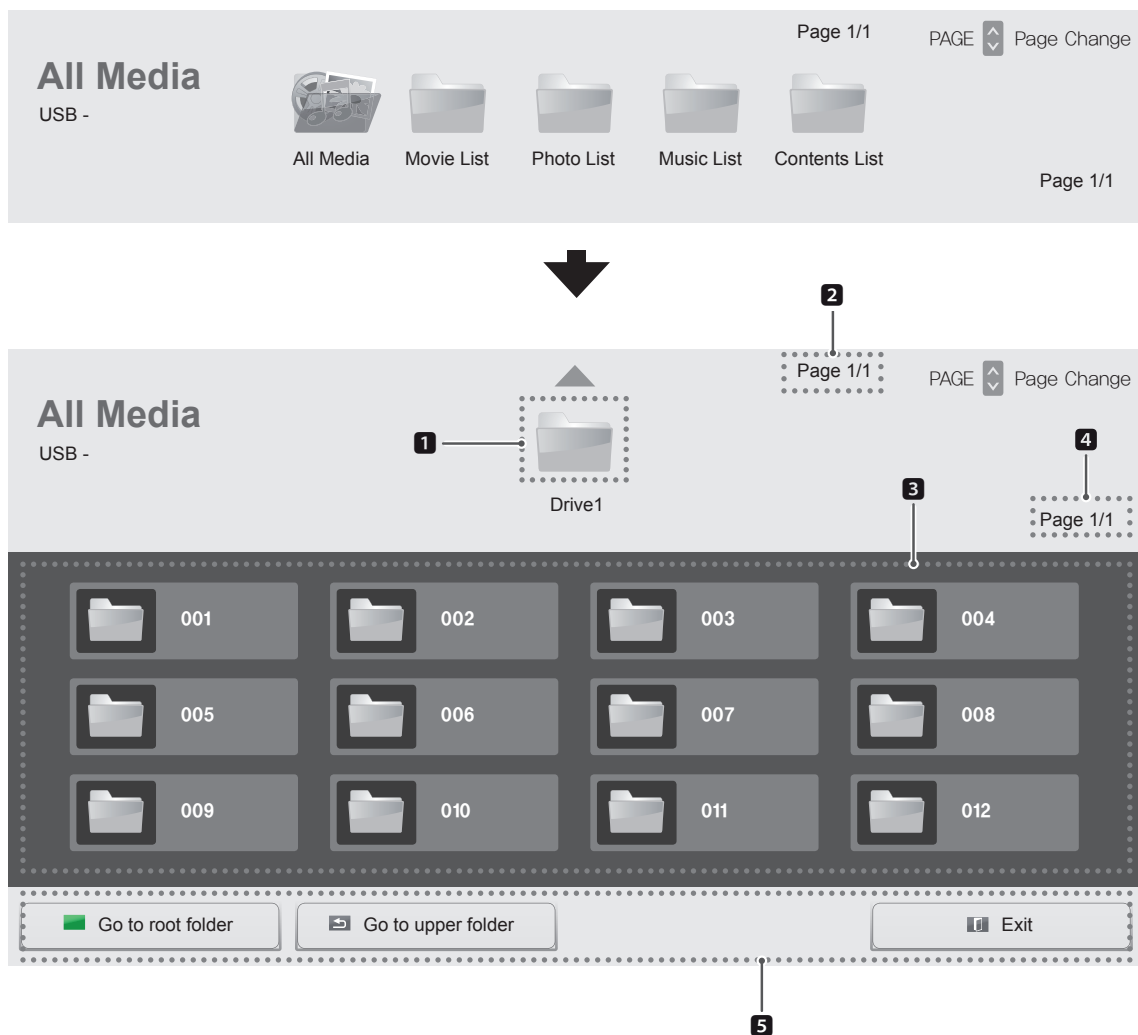 Page 1/1
PAGE Page Change
All Media
USB -
All Media Movie List Photo List Music List Contents List
Page 1/1
2
Page 1/1
PAGE Page Change
All Media
USB -
1
4
3
Drive1
Page 1/1
001 002 003 004
005 006 007 008
009 010 011 012
Go to root folder Go to upper folder Exit
5